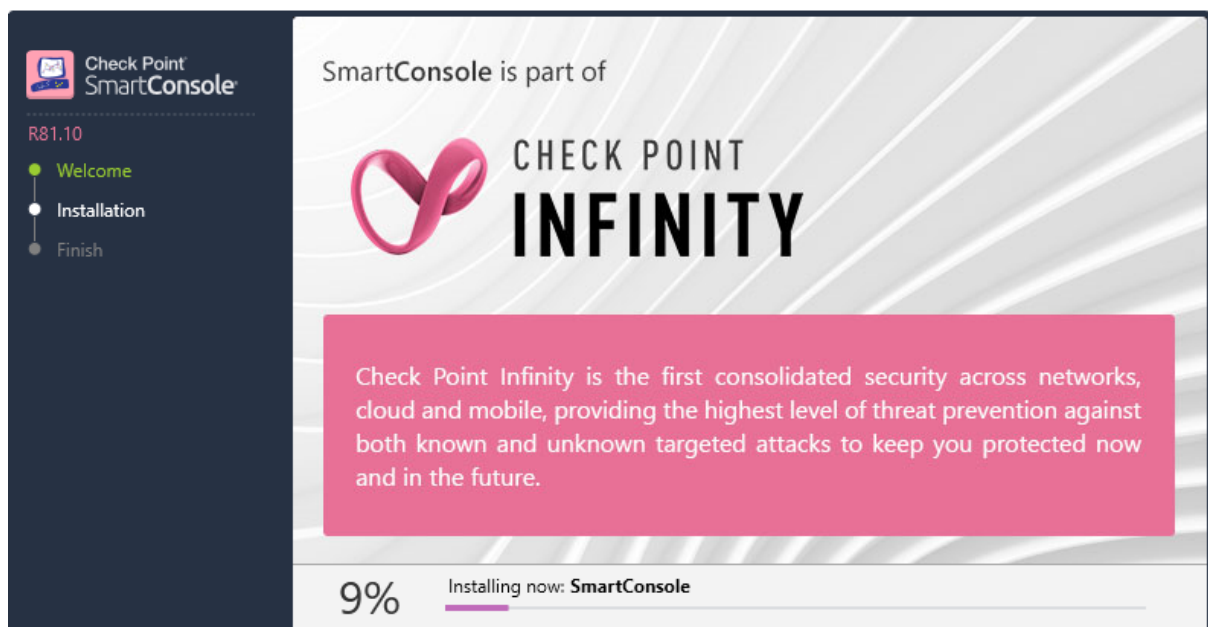 Check Point
SmartConsole
R81.10
Welcome
Installation
Finish
SmartConsole is part of
CHECK POINT
INFINITY
Check Point Infinity is the first consolidated security across networks,
cloud and mobile, providing the highest level of threat prevention against
both known and unknown targeted attacks to keep you protected now
and in the future.
9%
Installing now: SmartConsole